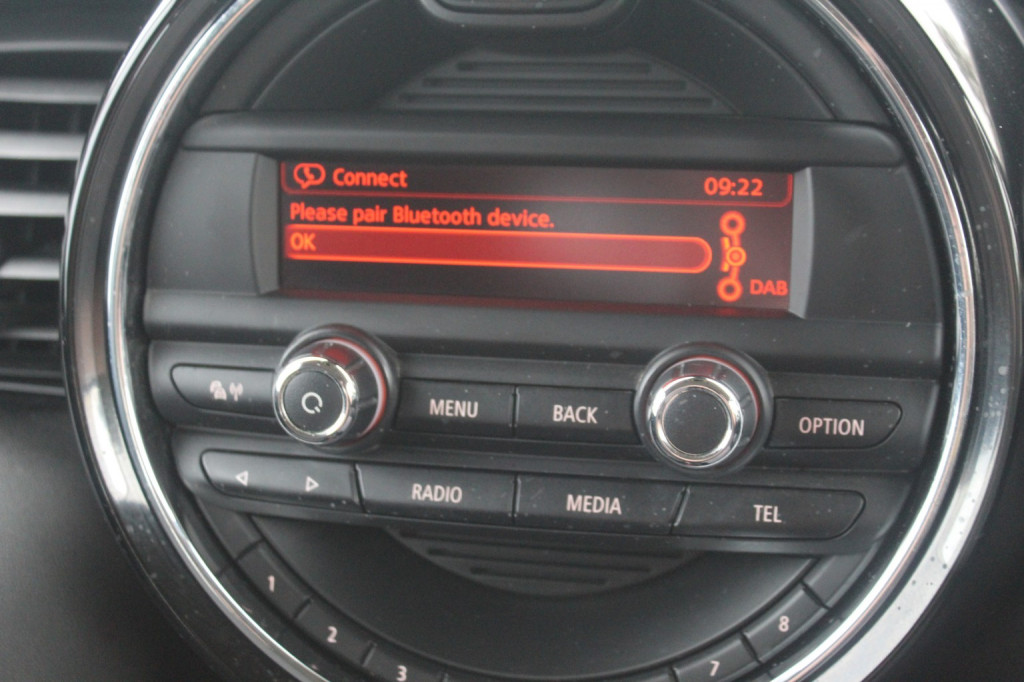 Connect 09:22
Please pair Bluetooth device.
OK
DAB
MENU BACK OPTION
RADIO MEDIA TEL
1 8
2 7
3